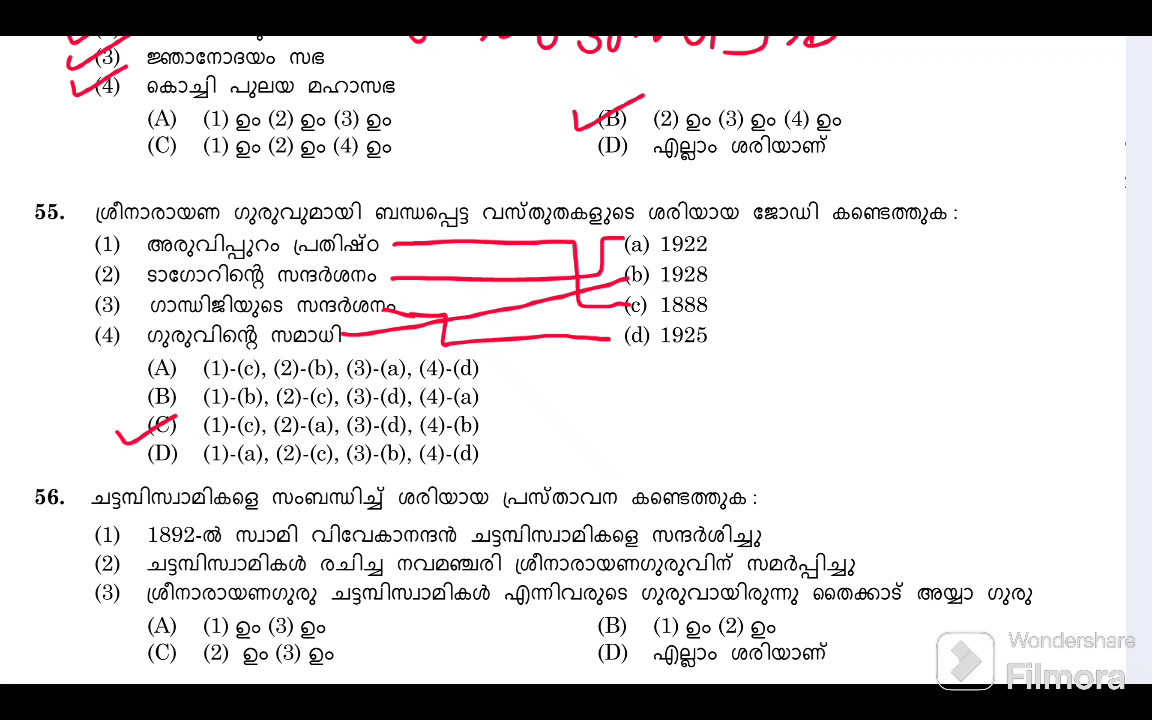 (3) ജ്ഞാനോദയം സഭ
(4) കൊച്ചി പുലയ മഹാസഭ
(A) (1) ഉം (2) ഉം (3) ഉം (B) (2) ഉം (3) ഉം (4) ഉം
(C) (1) ഉം (2) ഉം (4) ഉം (D) എല്ലാം ശരിയാണ്
55. ശ്രീനാരായണ ഗുരുവുമായി ബന്ധപ്പെട്ട വസ്തുതകളുടെ ശരിയായ ജോഡി കണ്ടെത്തുക :
(1) അരുവിപ്പുറം പ്രതിഷ്ഠ (a) 1922
(2) ടാഗോറിന്റെ സന്ദർശനം (b) 1928
(3) ഗാന്ധിജിയുടെ സന്ദർശനം (c) 1888
(4) ഗുരുവിന്റെ സമാധി (d) 1925
(A) (1)-(c), (2)-(b), (3)-(a), (4)-(d)
(B) (1)-(b), (2)-(c), (3)-(d), (4)-(a)
(C) (1)-(c), (2)-(a), (3)-(d), (4)-(b)
(D) (1)-(a), (2)-(c), (3)-(b), (4)-(d)
56. ചട്ടമ്പിസ്വാമികളെ സംബന്ധിച്ച് ശരിയായ പ്രസ്താവന കണ്ടെത്തുക :
(1) 1892-ൽ സ്വാമി വിവേകാനന്ദൻ ചട്ടമ്പിസ്വാമികളെ സന്ദർശിച്ചു
(2) ചട്ടമ്പിസ്വാമികൾ രചിച്ച നവമഞ്ചരി ശ്രീനാരായണഗുരുവിന് സമർപ്പിച്ചു
(3) ശ്രീനാരായണഗുരു ചട്ടമ്പിസ്വാമികൾ എന്നിവരുടെ ഗുരുവായിരുന്നു തൈക്കാട് അയ്യാ ഗുരു
(A) (1) ഉം (3) ഉം (B) (1) ഉം (2) ഉം
(C) (2) ഉം (3) ഉം (D) എല്ലാം ശരിയാണ്
Wondershare
Filmora